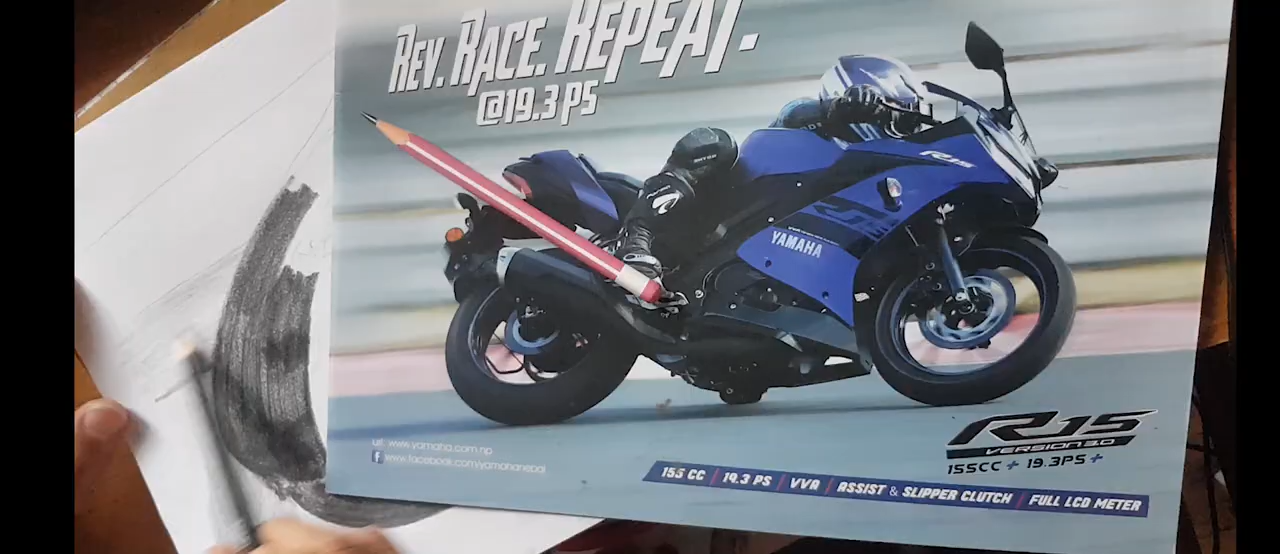 REV. RACE. REPEAT.
@19.3 PS
R15
YAMAHA
url: www.yamaha.com.np
www.facebook.com/yamahanepal
R15
VERSION 3.0
155CC + 19.3PS +
155 CC | 19.3 PS | VVA | ASSIST & SLIPPER CLUTCH | FULL LCD METER